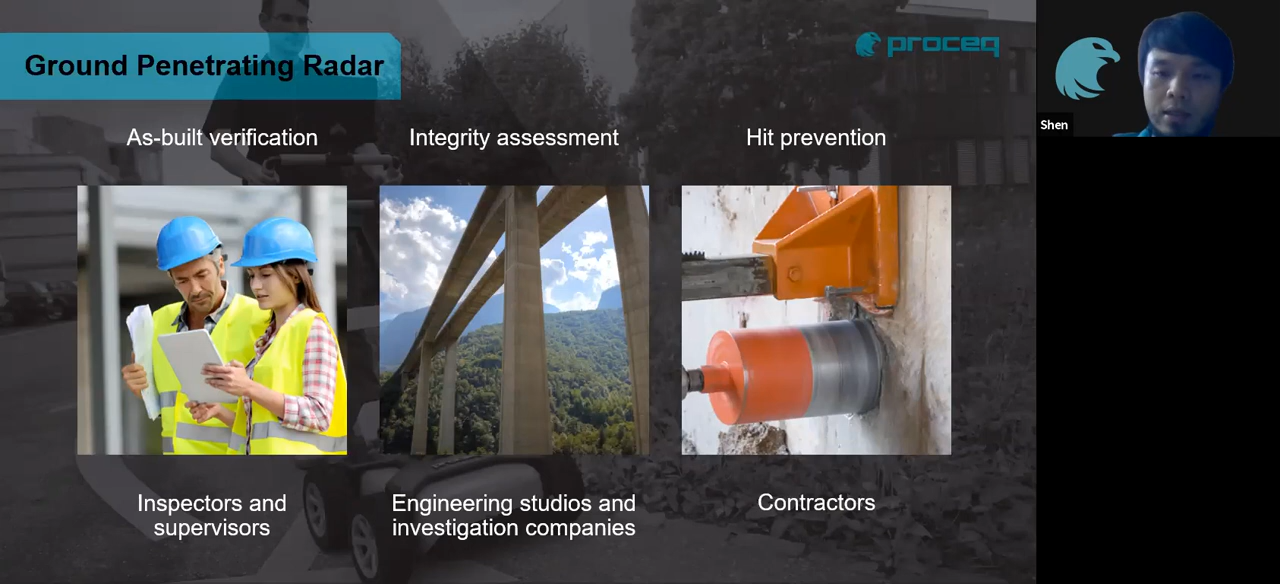 Ground Penetrating Radar
proceq
As-built verification
Integrity assessment
Hit prevention
Inspectors and
supervisors
Engineering studios and
investigation companies
Contractors
Shen